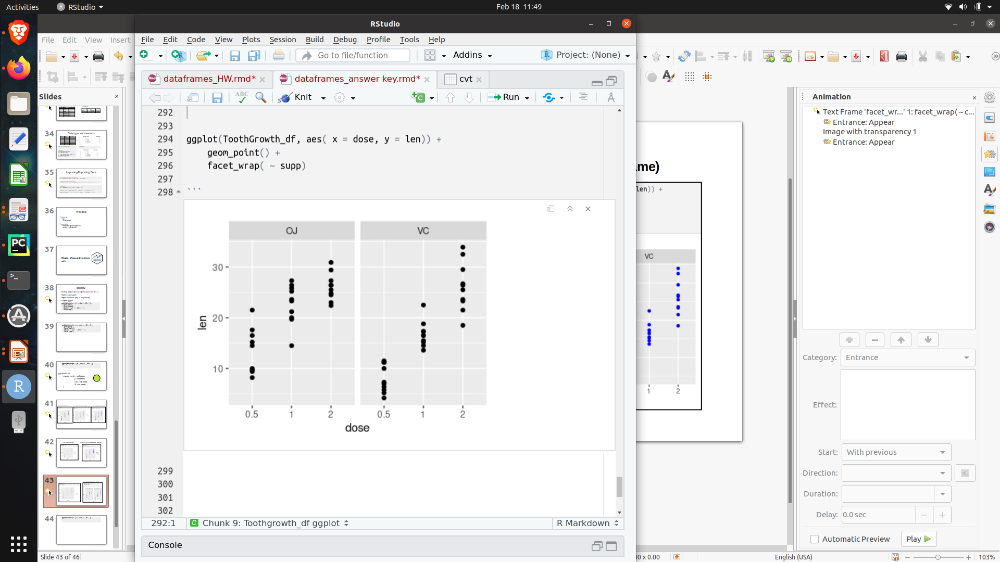 Activities
RStudio
Feb 18 11:49
RStudio
File Edit View Insert
File Edit Code View Plots Session Build Debug Profile Tools Help
Go to file/function
Addins
Project: (None)
dataframes_HW.rmd*
dataframes_answer key.rmd*
cvt
ABC
Knit
Run
Slides
34
Data type conversions
35
Importing/Exporting Data
36
Practical
37
Data Visualization
38
ggplot2
39
40
41
42
43
44
Slide 43 of 46
292
293
294 ggplot(ToothGrowth_df, aes( x = dose, y = len)) +
295 geom_point() +
296 facet_wrap( ~ supp)
297
298 ```
OJ
VC
30
20
10
len
0.5 1 2
0.5 1 2
dose
299
300
301
302
292:1
Chunk 9: Toothgrowth_df ggplot
R Markdown
Console
len)) +
VC
1 2
Animation
Text Frame 'facet_wr...' 1: facet_wrap( ~ c...
Entrance: Appear
Image with transparency 1
Entrance: Appear
Category: Entrance
Effect:
Start: With previous
Direction:
Duration:
Delay: 0.0 sec
Automatic Preview
Play
English (USA)
103%